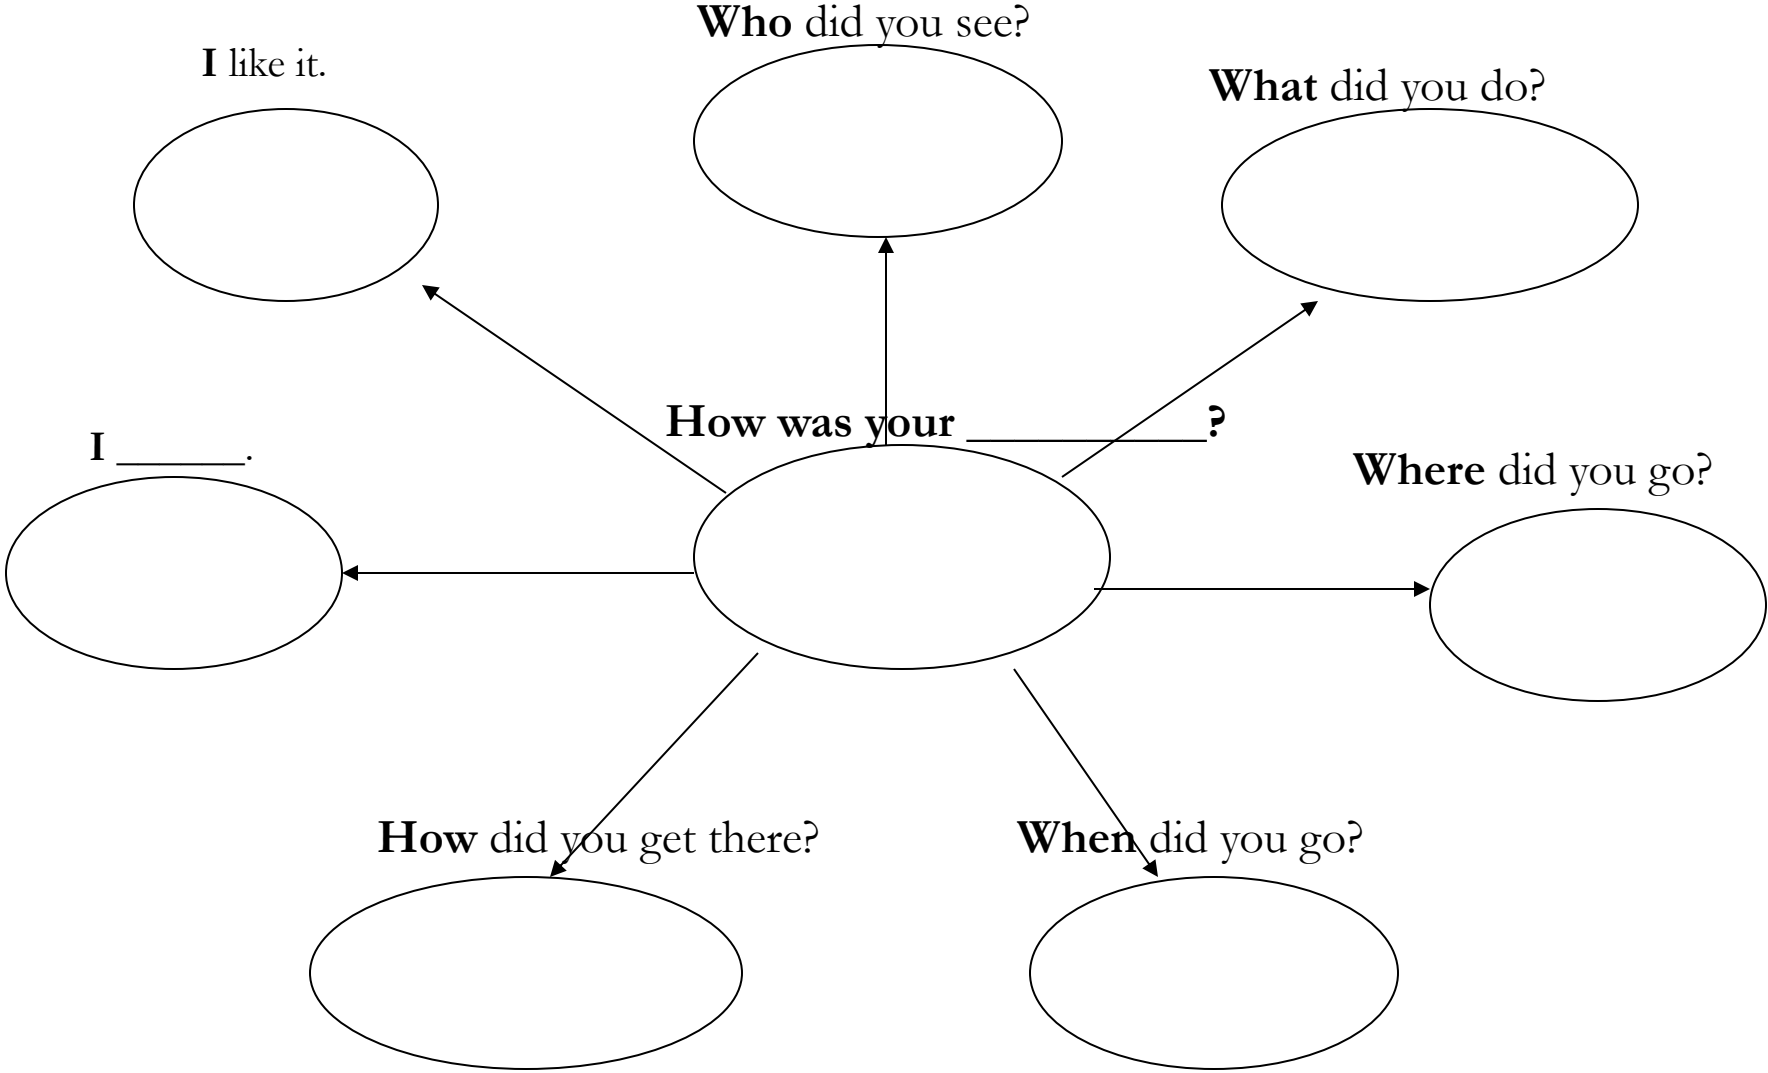 Who did you see?
I like it.
What did you do?
How was your __________?
I ______.
Where did you go?
How did you get there?
When did you go?